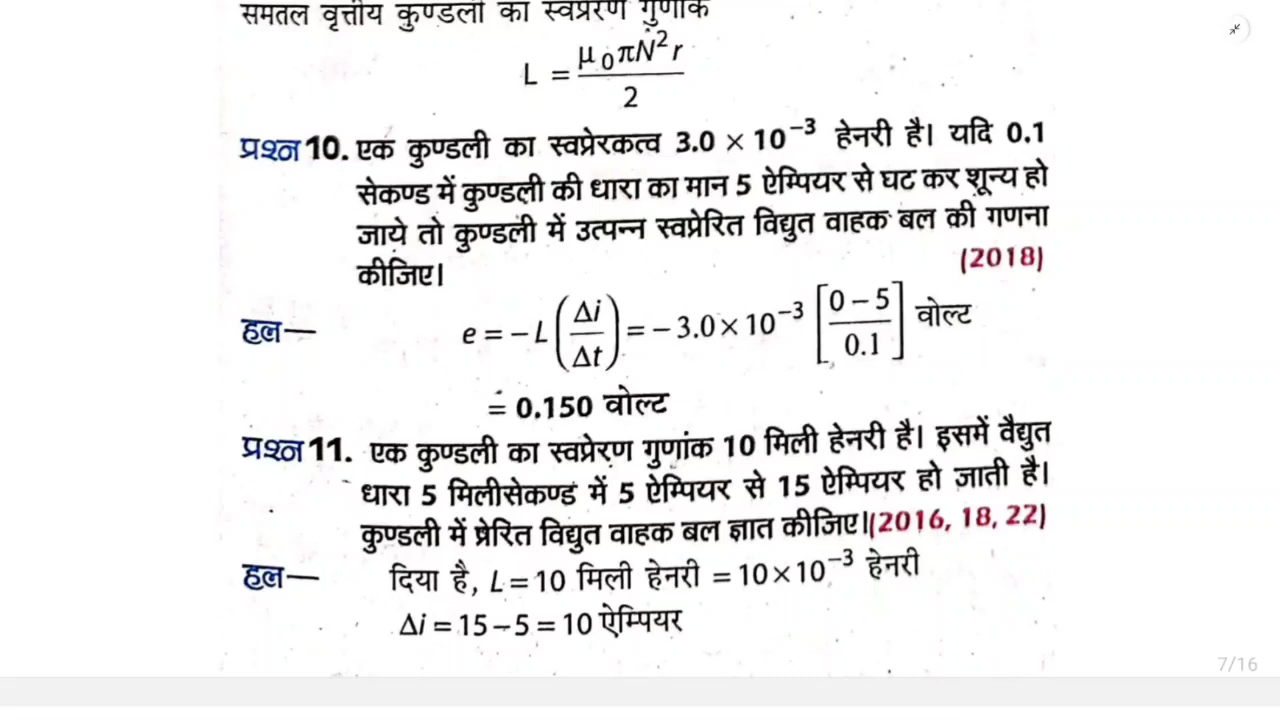 समतल वृत्तीय कुण्डली का स्वप्रेरण गुणांक
L = μ₀πN²r / 2
प्रश्न 10. एक कुण्डली का स्वप्रेरकत्व 3.0 × 10⁻³ हेनरी है। यदि 0.1
सेकण्ड में कुण्डली की धारा का मान 5 ऐम्पियर से घट कर शून्य हो
जाये तो कुण्डली में उत्पन्न स्वप्रेरित विद्युत वाहक बल की गणना
कीजिए। (2018)
हल— e = − L (Δi / Δt) = − 3.0 × 10⁻³ [0 − 5 / 0.1] वोल्ट
= 0.150 वोल्ट
प्रश्न 11. एक कुण्डली का स्वप्रेरण गुणांक 10 मिली हेनरी है। इसमें वैद्युत
धारा 5 मिलीसेकण्ड में 5 ऐम्पियर से 15 ऐम्पियर हो जाती है।
कुण्डली में प्रेरित विद्युत वाहक बल ज्ञात कीजिए।(2016, 18, 22)
हल— दिया है, L = 10 मिली हेनरी = 10 × 10⁻³ हेनरी
Δi = 15 − 5 = 10 ऐम्पियर
7/16